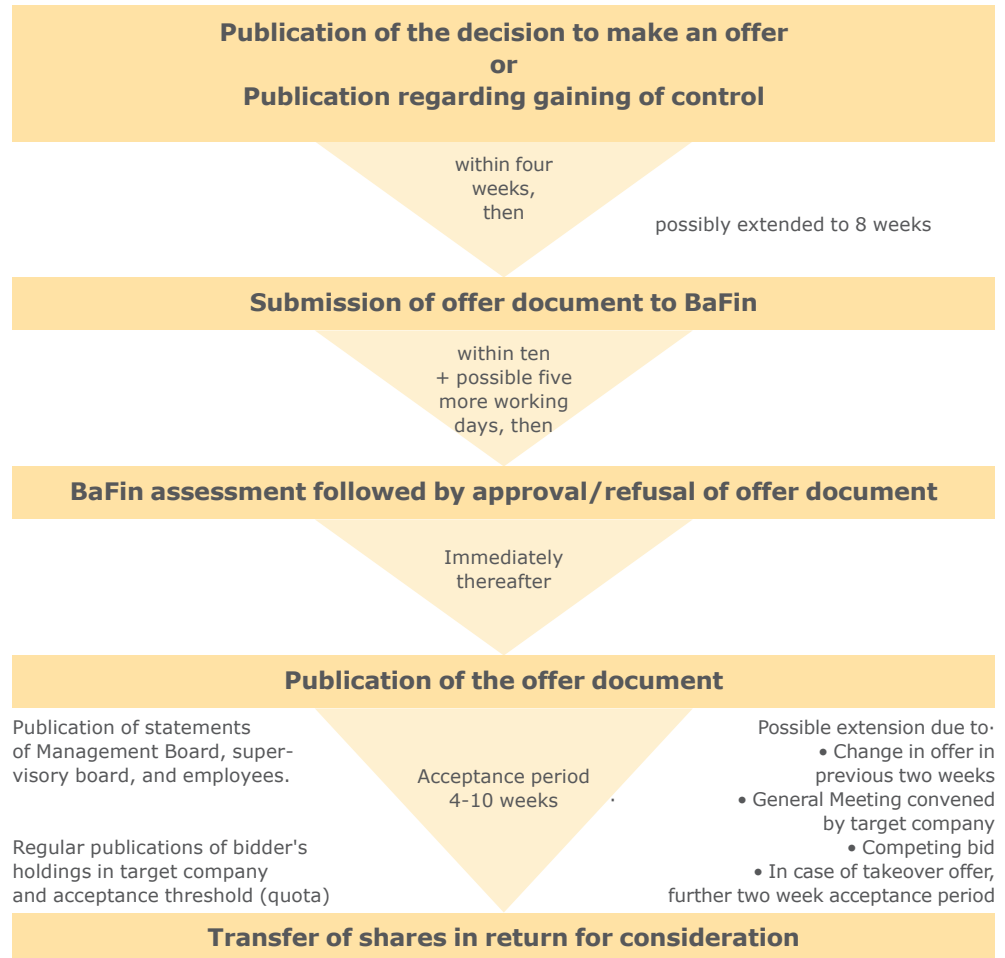 Publication of the decision to make an offer
or
Publication regarding gaining of control
within four
weeks,
then
possibly extended to 8 weeks
Submission of offer document to BaFin
within ten
+ possible five
more working
days, then
BaFin assessment followed by approval/refusal of offer document
Immediately
thereafter
Publication of the offer document
Publication of statements
of Management Board, super-
visory board, and employees.
Regular publications of bidder's
holdings in target company
and acceptance threshold (quota)
Acceptance period
4-10 weeks
Possible extension due to·
• Change in offer in
previous two weeks
• General Meeting convened
by target company
• Competing bid
• In case of takeover offer,
further two week acceptance period
Transfer of shares in return for consideration